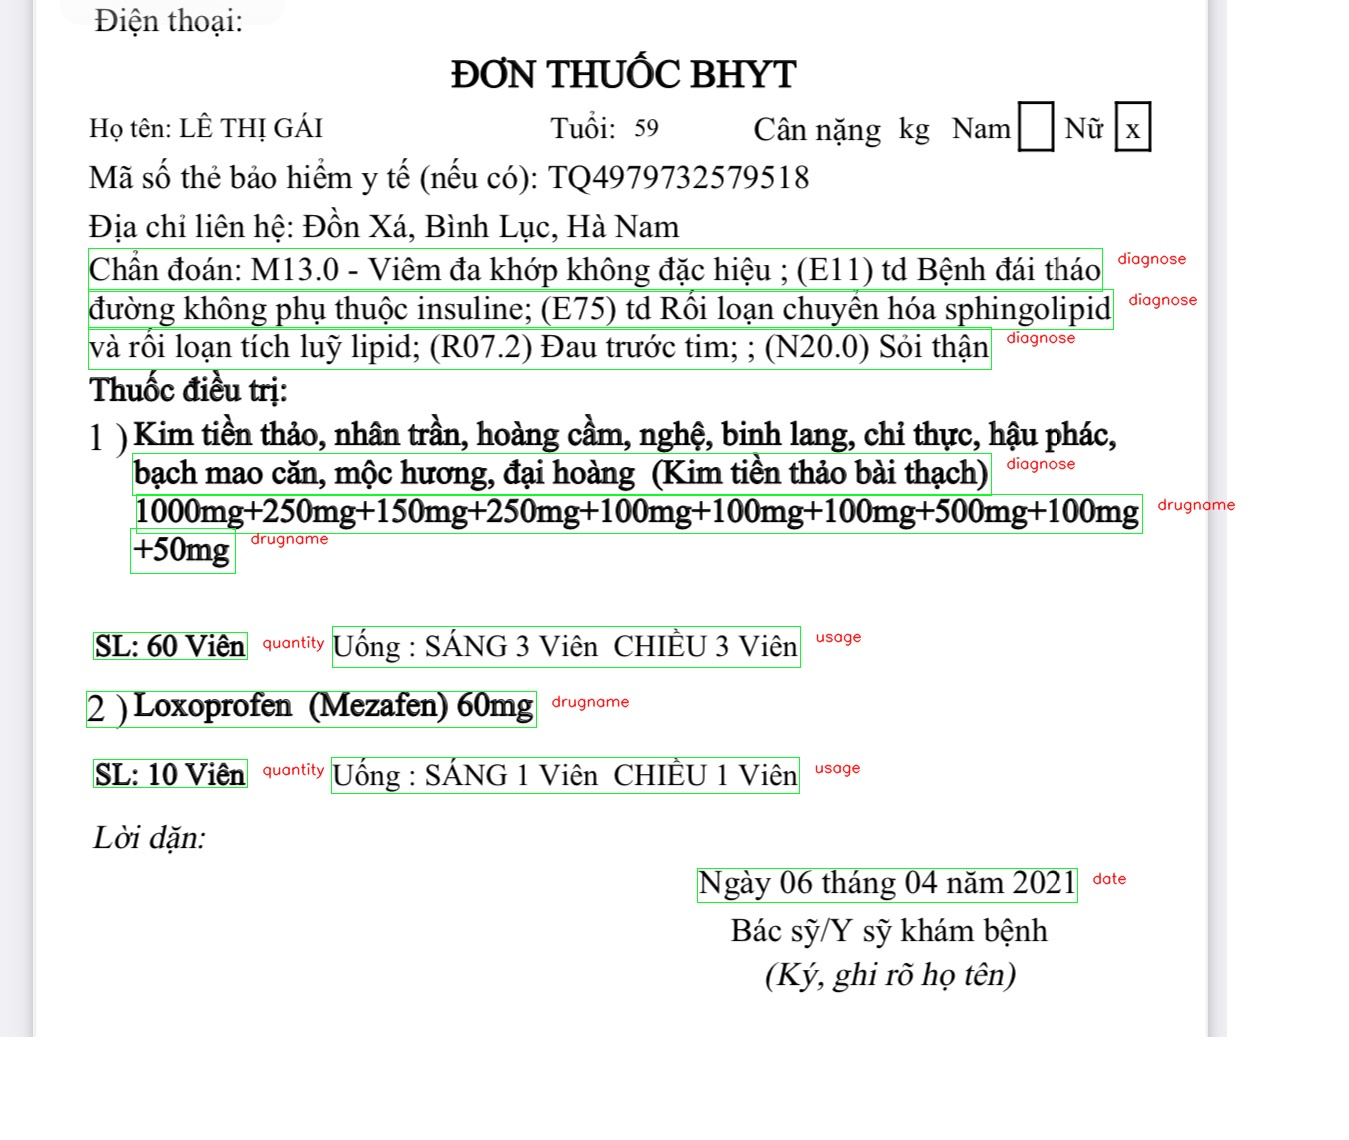 Điện thoại:
ĐƠN THUỐC BHYT
Họ tên: LÊ THỊ GÁI Tuổi: 59 Cân nặng kg Nam Nữ x
Mã số thẻ bảo hiểm y tế (nếu có): TQ4979732579518
Địa chỉ liên hệ: Đồn Xá, Bình Lục, Hà Nam
Chẩn đoán: M13.0 - Viêm đa khớp không đặc hiệu ; (E11) td Bệnh đái tháo diagnose
đường không phụ thuộc insuline; (E75) td Rối loạn chuyển hóa sphingolipid diagnose
và rối loạn tích luỹ lipid; (R07.2) Đau trước tim; ; (N20.0) Sỏi thận diagnose
Thuốc điều trị:
1 ) Kim tiền thảo, nhân trần, hoàng cầm, nghệ, binh lang, chỉ thực, hậu phác,
bạch mao căn, mộc hương, đại hoàng (Kim tiền thảo bài thạch) diagnose
1000mg+250mg+150mg+250mg+100mg+100mg+100mg+500mg+100mg drugname
+50mg drugname
SL: 60 Viên quantity Uống : SÁNG 3 Viên CHIỀU 3 Viên usage
2 ) Loxoprofen (Mezafen) 60mg drugname
SL: 10 Viên quantity Uống : SÁNG 1 Viên CHIỀU 1 Viên usage
Lời dặn:
Ngày 06 tháng 04 năm 2021 date
Bác sỹ/Y sỹ khám bệnh
(Ký, ghi rõ họ tên)